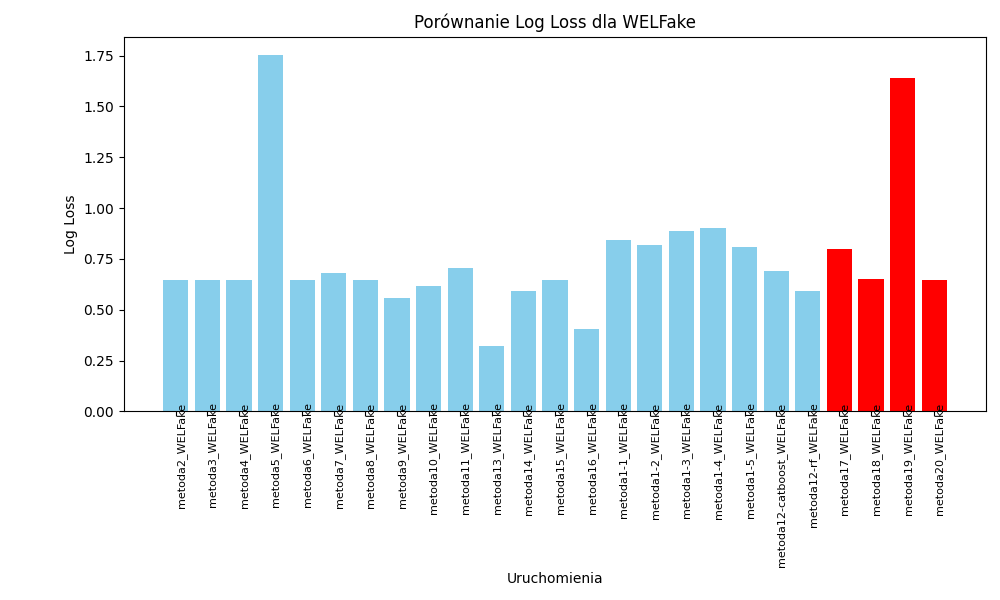 Porównanie Log Loss dla WELFake
Log Loss
1.75
1.50
1.25
1.00
0.75
0.50
0.25
0.00
metoda2_WELFake
metoda3_WELFake
metoda4_WELFake
metoda5_WELFake
metoda6_WELFake
metoda7_WELFake
metoda8_WELFake
metoda9_WELFake
metoda10_WELFake
metoda11_WELFake
metoda13_WELFake
metoda14_WELFake
metoda15_WELFake
metoda16_WELFake
metoda1-1_WELFake
metoda1-2_WELFake
metoda1-3_WELFake
metoda1-4_WELFake
metoda1-5_WELFake
metoda12-catboost_WELFake
metoda12-rf_WELFake
metoda17_WELFake
metoda18_WELFake
metoda19_WELFake
metoda20_WELFake
Uruchomienia